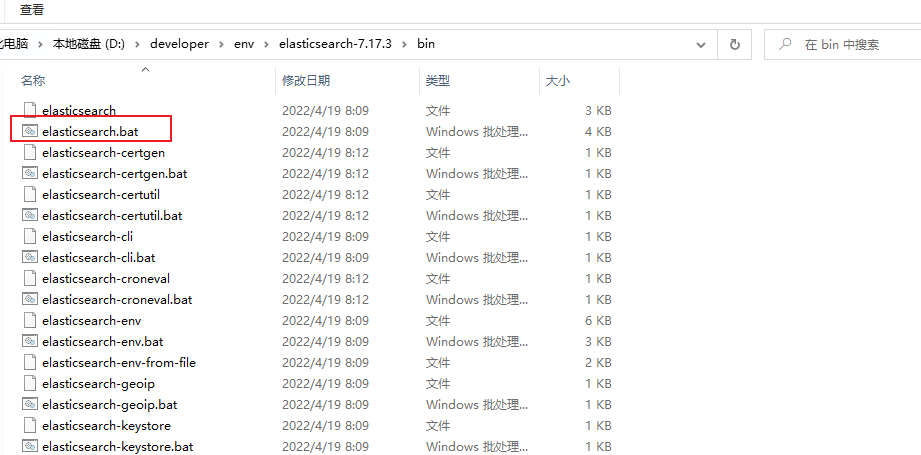 查看
电脑 › 本地磁盘 (D:) › developer › env › elasticsearch-7.17.3 › bin
在 bin 中搜索
名称 修改日期 类型 大小
elasticsearch 2022/4/19 8:09 文件 3 KB
elasticsearch.bat 2022/4/19 8:09 Windows 批处理... 4 KB
elasticsearch-certgen 2022/4/19 8:12 文件 1 KB
elasticsearch-certgen.bat 2022/4/19 8:12 Windows 批处理... 1 KB
elasticsearch-certutil 2022/4/19 8:12 文件 1 KB
elasticsearch-certutil.bat 2022/4/19 8:12 Windows 批处理... 1 KB
elasticsearch-cli 2022/4/19 8:09 文件 1 KB
elasticsearch-cli.bat 2022/4/19 8:09 Windows 批处理... 1 KB
elasticsearch-croneval 2022/4/19 8:12 文件 1 KB
elasticsearch-croneval.bat 2022/4/19 8:12 Windows 批处理... 1 KB
elasticsearch-env 2022/4/19 8:09 文件 6 KB
elasticsearch-env.bat 2022/4/19 8:09 Windows 批处理... 3 KB
elasticsearch-env-from-file 2022/4/19 8:09 文件 2 KB
elasticsearch-geoip 2022/4/19 8:09 文件 1 KB
elasticsearch-geoip.bat 2022/4/19 8:09 Windows 批处理... 1 KB
elasticsearch-keystore 2022/4/19 8:09 文件 1 KB
elasticsearch-keystore.bat 2022/4/19 8:09 Windows 批处理... 1 KB